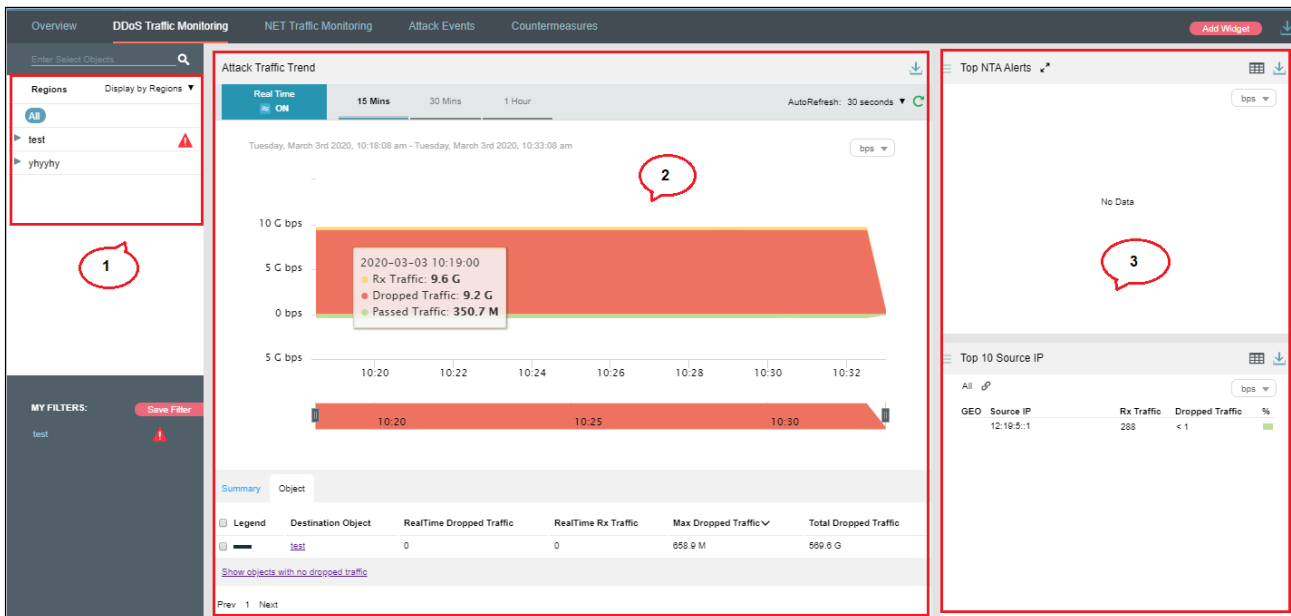 Overview DDoS Traffic Monitoring NET Traffic Monitoring Attack Events Countermeasures Add Widget
Enter Select Objects
Regions Display by Regions
All
test
yhyyhy
1
MY FILTERS: Save Filter
test
Attack Traffic Trend
Real Time
ON
15 Mins 30 Mins 1 Hour AutoRefresh: 30 seconds
Tuesday, March 3rd 2020, 10:18:08 am - Tuesday, March 3rd 2020, 10:33:08 am bps
2
10 G bps
5 G bps
0 bps
5 G bps
2020-03-03 10:19:00
Rx Traffic: 9.6 G
Dropped Traffic: 9.2 G
Passed Traffic: 350.7 M
10:20 10:22 10:24 10:26 10:28 10:30 10:32
10:20 10:25 10:30
Summary Object
Legend Destination Object RealTime Dropped Traffic RealTime Rx Traffic Max Dropped Traffic Total Dropped Traffic
test 0 0 658.9 M 569.6 G
Show objects with no dropped traffic
Prev 1 Next
Top NTA Alerts
bps
No Data
3
Top 10 Source IP
All bps
GEO Source IP Rx Traffic Dropped Traffic %
12:19:5::1 288 < 1